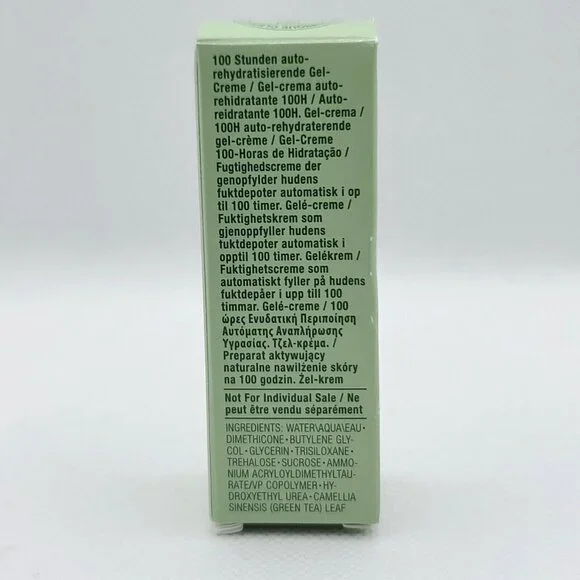 100 Stunden auto-
rehydratisierende Gel-
Creme / Gel-crema auto-
rehidratante 100H / Auto-
reidratante 100H. Gel-crema /
100H auto-rehydraterende
gel-crème / Gel-Creme
100-Horas de Hidratação /
Fugtighedscreme der
genopfylder hudens
fuktdepoter automatisk i op
til 100 timer. Gelé-creme /
Fuktighetskrem som
gjenoppfyller hudens
fuktdepoter automatisk i
opptil 100 timer. Gelékrem /
Fuktighetscreme som
automatiskt fyller på hudens
fuktdepåer i upp till 100
timmar. Gelé-creme / 100
ώρες Ενυδατική Περιποίηση
Αυτόματης Αναπλήρωσης
Υγρασίας. Τζελ-κρέμα. /
Preparat aktywujący
naturalne nawilżenie skóry
na 100 godzin. Żel-krem
Not For Individual Sale / Ne
peut être vendu séparément
INGREDIENTS: WATER\AQUA\EAU•
DIMETHICONE•BUTYLENE GLY-
COL•GLYCERIN•TRISILOXANE•
TREHALOSE•SUCROSE•AMMO-
NIUM ACRYLOYLDIMETHYLTAU-
RATE/VP COPOLYMER•HY-
DROXYETHYL UREA•CAMELLIA
SINENSIS (GREEN TEA) LEAF